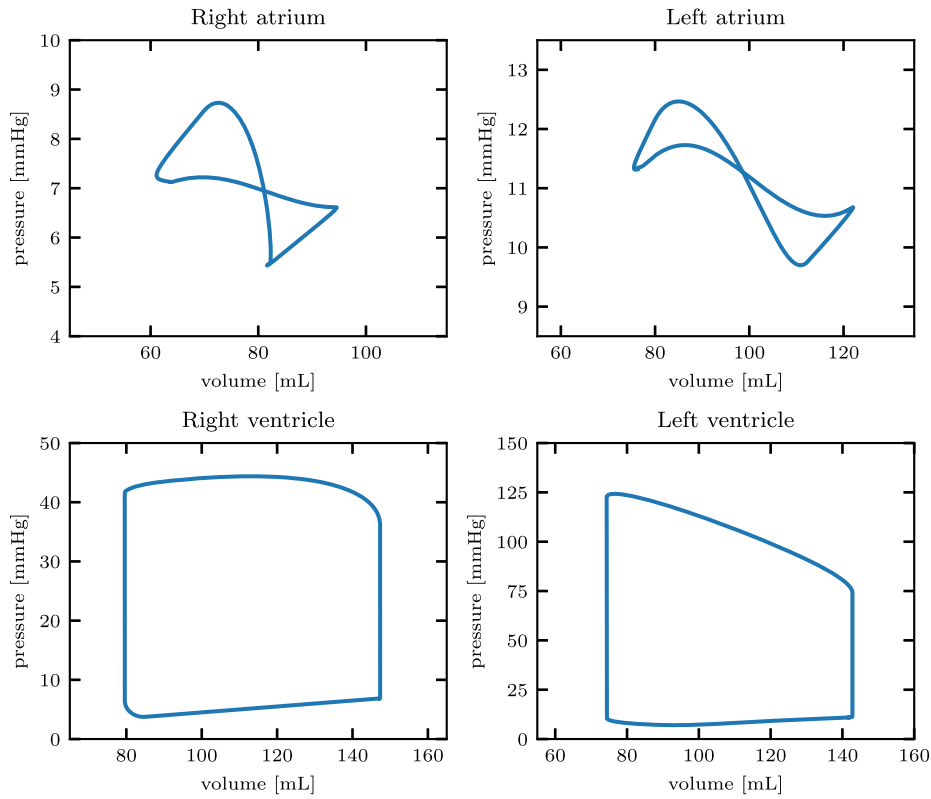 Right atrium
10
9
8
7
6
5
4
pressure [mmHg]
60 80 100
volume [mL]
Left atrium
13
12
11
10
9
pressure [mmHg]
60 80 100 120
volume [mL]
Right ventricle
50
40
30
20
10
0
pressure [mmHg]
80 100 120 140 160
volume [mL]
Left ventricle
150
125
100
75
50
25
0
pressure [mmHg]
60 80 100 120 140 160
volume [mL]